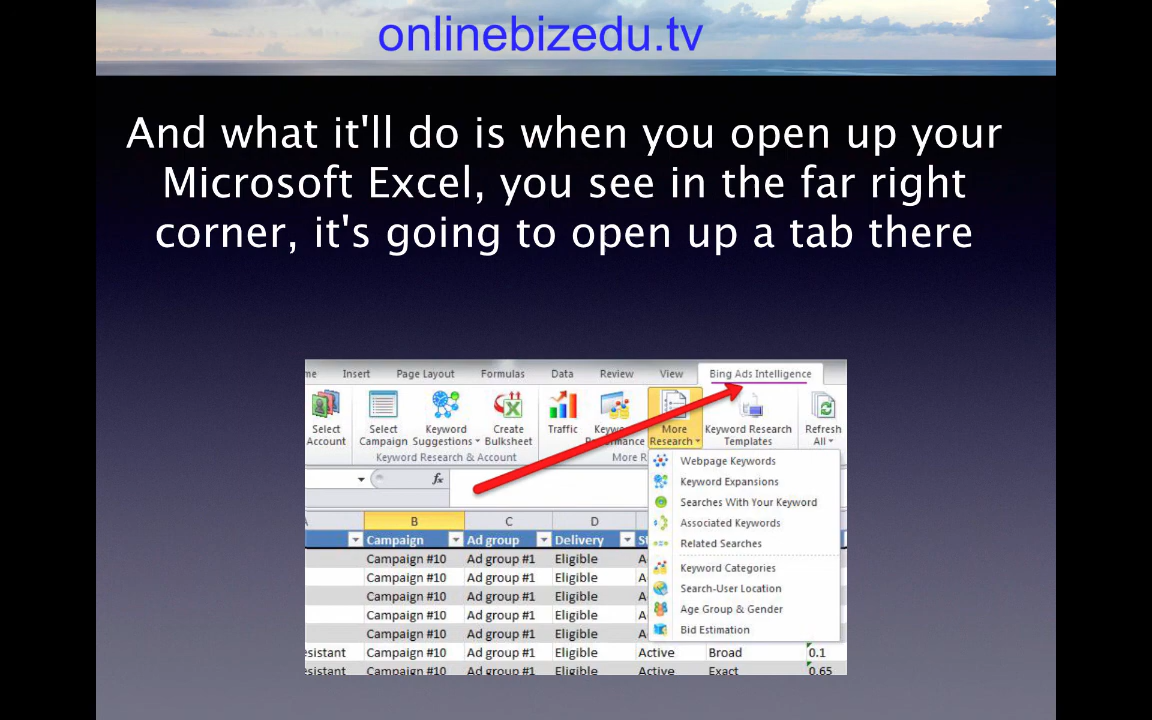 onlinebizedu.tv
And what it'll do is when you open up your
Microsoft Excel, you see in the far right
corner, it's going to open up a tab there
me Insert Page Layout Formulas Data Review View Bing Ads Intelligence
Select Account
Select Campaign
Keyword Suggestions
Create Bulksheet
Traffic
More Research
Keyword Research Templates
Refresh All
Keyword Research & Account
More R
fx
Webpage Keywords
Keyword Expansions
Searches With Your Keyword
Associated Keywords
Related Searches
Keyword Categories
Search-User Location
Age Group & Gender
Bid Estimation
B C D
Campaign Ad group Delivery St
Campaign #10 Ad group #1 Eligible A
Campaign #10 Ad group #1 Eligible A
Campaign #10 Ad group #1 Eligible A
Campaign #10 Ad group #1 Eligible A
Campaign #10 Ad group #1 Eligible A
esistant Campaign #10 Ad group #1 Eligible Active Broad 0.1
esistant Campaign #10 Ad group #1 Eligible Active Exact 0.65